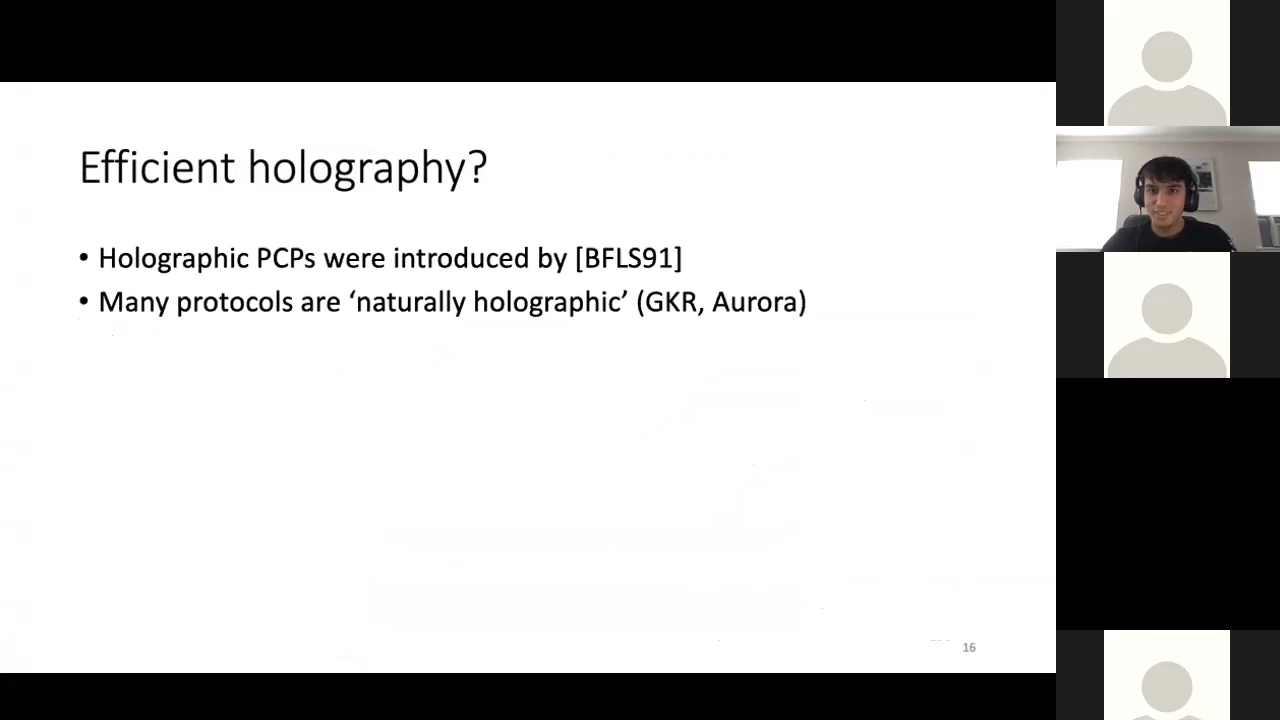 Efficient holography?
• Holographic PCPs were introduced by [BFLS91]
• Many protocols are ‘naturally holographic’ (GKR, Aurora)
16